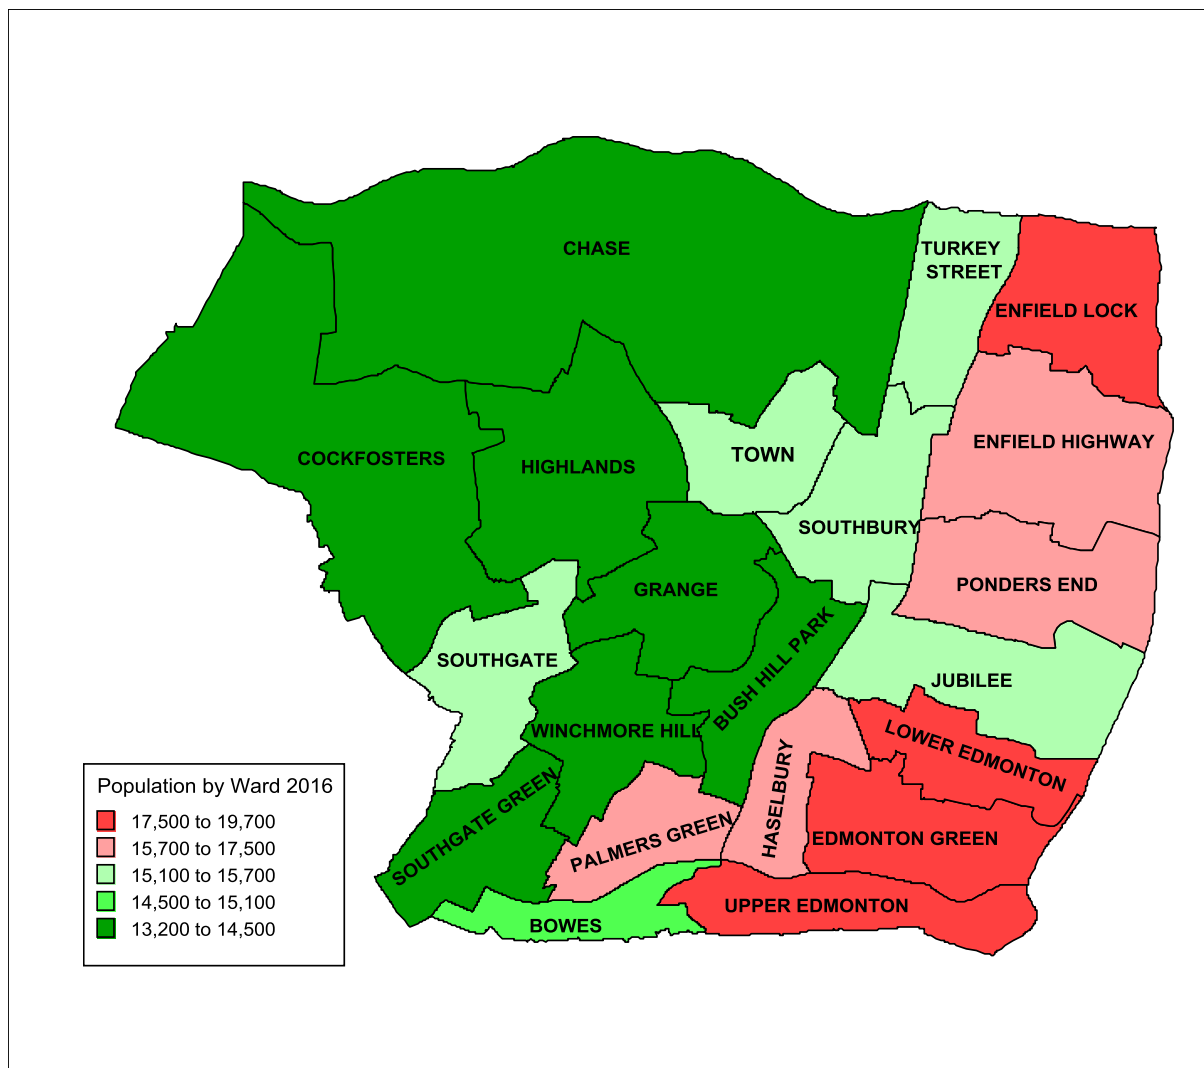 CHASE
TURKEY
STREET
ENFIELD LOCK
ENFIELD HIGHWAY
TOWN
COCKFOSTERS
HIGHLANDS
SOUTHBURY
PONDERS END
GRANGE
SOUTHGATE
BUSH HILL PARK
JUBILEE
WINCHMORE HILL
LOWER EDMONTON
SOUTHGATE GREEN
PALMERS GREEN
HASELBURY
EDMONTON GREEN
UPPER EDMONTON
BOWES
Population by Ward 2016
17,500 to 19,700
15,700 to 17,500
15,100 to 15,700
14,500 to 15,100
13,200 to 14,500